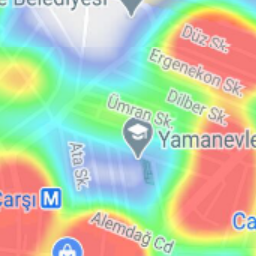 e Belediyesi
Düz Sk.
Ergenekon Sk.
Dilber Sk.
Ümran Sk.
Yamanevle
Ata Sk.
Çarşı M
Alemdağ Cd
Ca